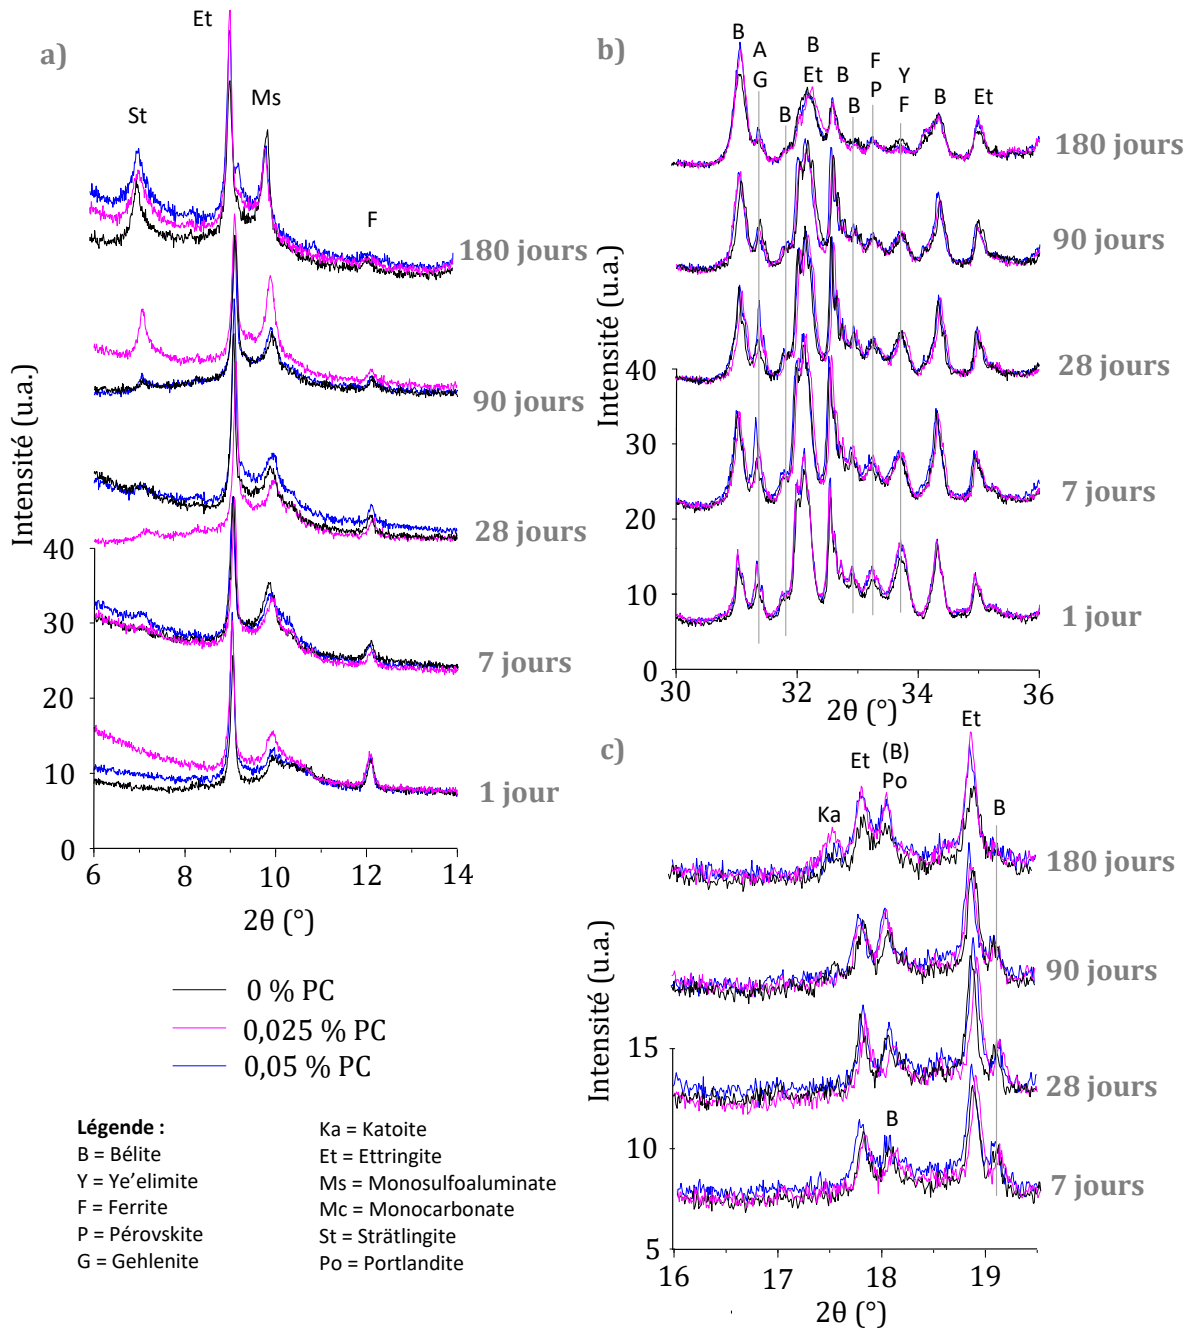 a)
Et
St
Ms
F
180 jours
90 jours
28 jours
7 jours
1 jour
Intensité (u.a.)
40
30
20
10
0
6
8
10
12
14
2θ (°)
b)
B
A
G
B
B
Et
B
B
F
P
Y
F
B
Et
180 jours
90 jours
28 jours
7 jours
1 jour
Intensité (u.a.)
40
30
20
10
0
30
32
34
36
2θ (°)
c)
Ka
Et
(B)
Po
Et
B
B
180 jours
90 jours
28 jours
7 jours
Intensité (u.a.)
15
10
5
16
17
18
19
2θ (°)
0 % PC
0,025 % PC
0,05 % PC
Légende :
B = Bélite
Y = Ye'elimite
F = Ferrite
P = Pérovskite
G = Gehlenite
Ka = Katoite
Et = Ettringite
Ms = Monosulfoaluminate
Mc = Monocarbonate
St = Strätlingite
Po = Portlandite